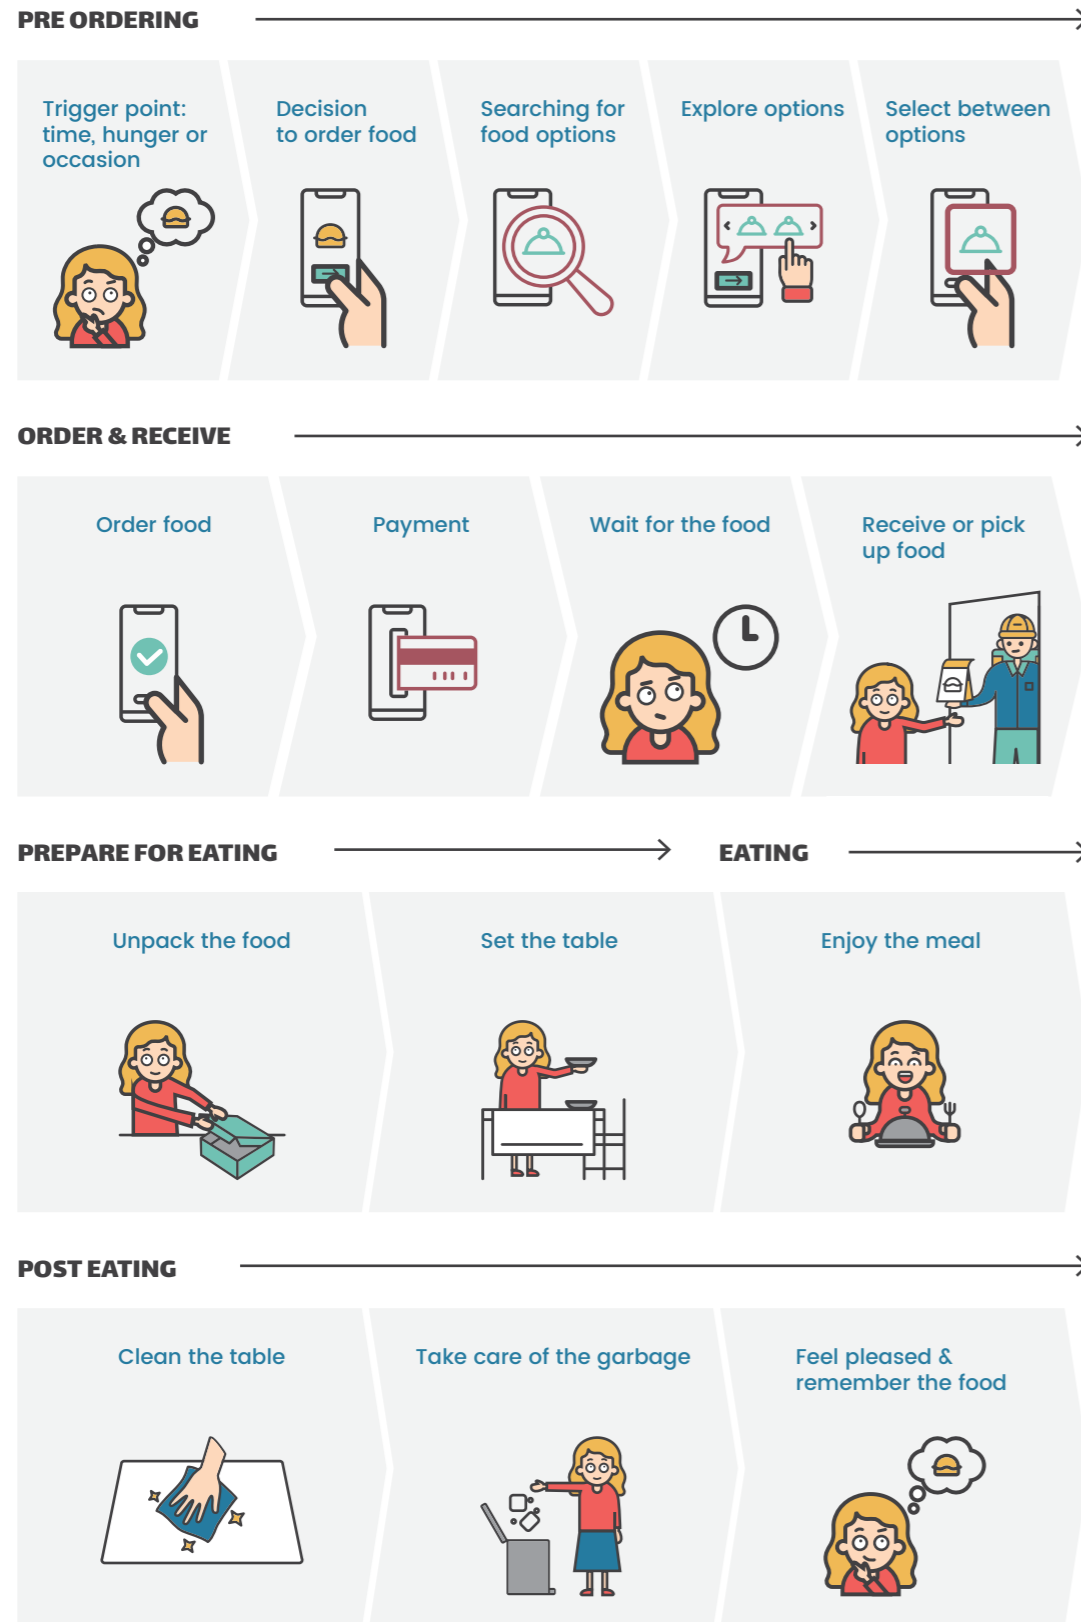 PRE ORDERING
Trigger point:
time, hunger or
occasion
Decision
to order food
Searching for
food options
Explore options
Select between
options
ORDER & RECEIVE
Order food
Payment
Wait for the food
Receive or pick
up food
PREPARE FOR EATING
EATING
Unpack the food
Set the table
Enjoy the meal
POST EATING
Clean the table
Take care of the garbage
Feel pleased &
remember the food